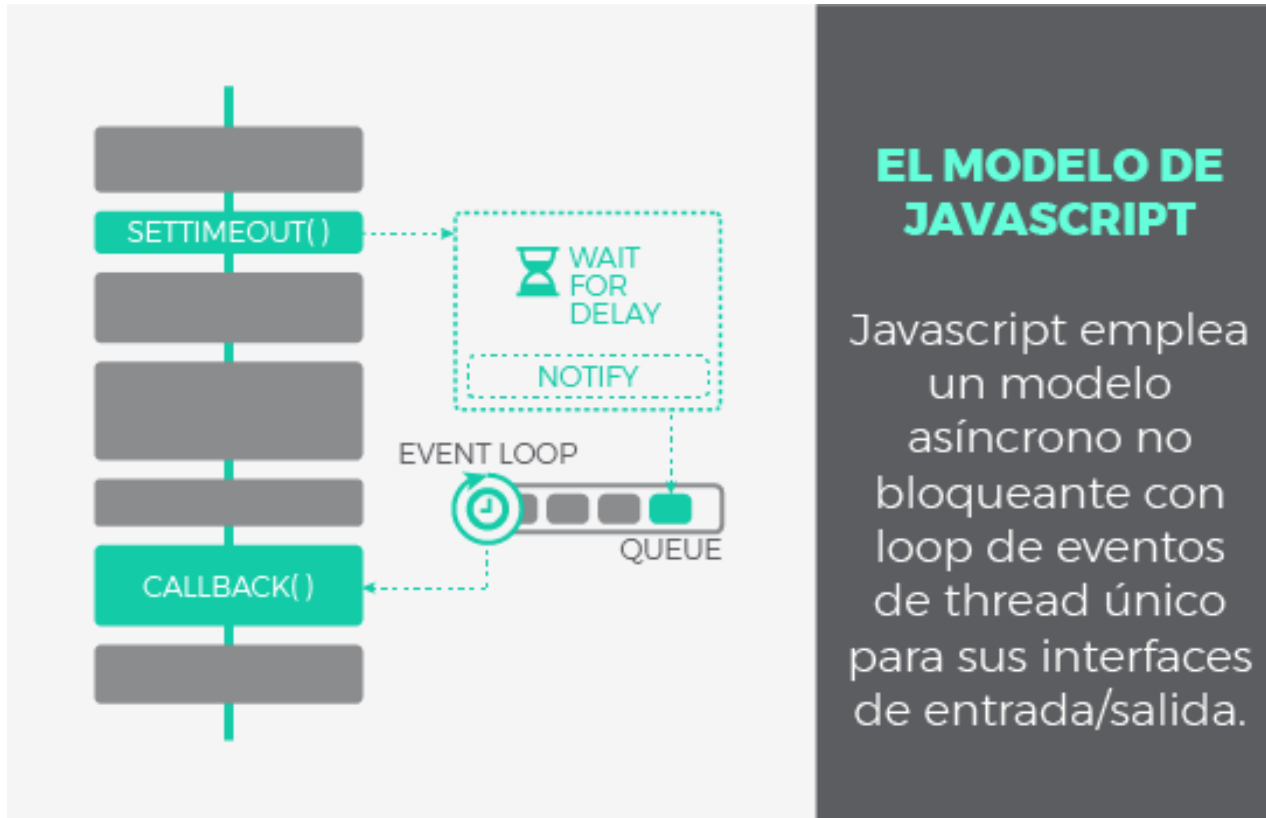 SETTIMEOUT( )
WAIT
FOR
DELAY
NOTIFY
EVENT LOOP
QUEUE
CALLBACK( )
EL MODELO DE
JAVASCRIPT
Javascript emplea
un modelo
asíncrono no
bloqueante con
loop de eventos
de thread único
para sus interfaces
de entrada/salida.